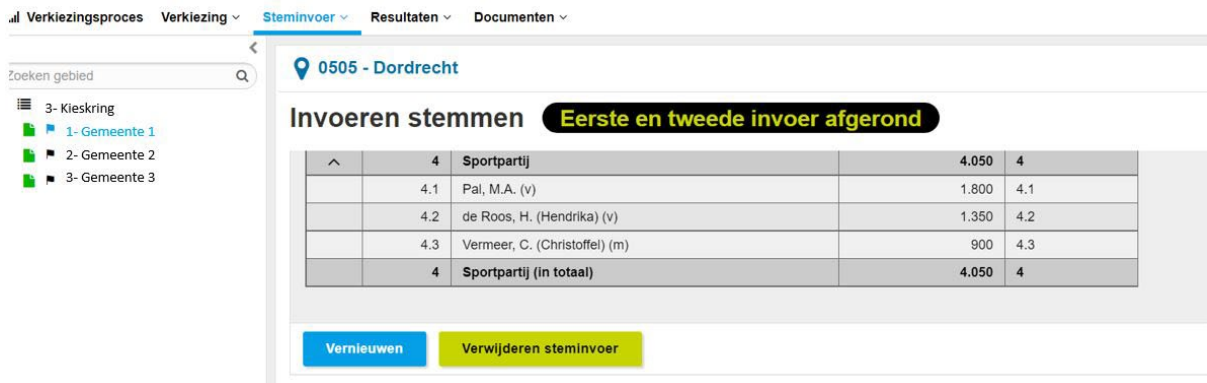 Verkiezingsproces Verkiezing Steminvoer Resultaten Documenten
Zoeken gebied
3- Kieskring
1- Gemeente 1
2- Gemeente 2
3- Gemeente 3
0505 - Dordrecht
Invoeren stemmen Eerste en tweede invoer afgerond
4 Sportpartij 4.050 4
4.1 Pal, M.A. (v) 1.800 4.1
4.2 de Roos, H. (Hendrika) (v) 1.350 4.2
4.3 Vermeer, C. (Christoffel) (m) 900 4.3
4 Sportpartij (in totaal) 4.050 4
Vernieuwen Verwijderen steminvoer